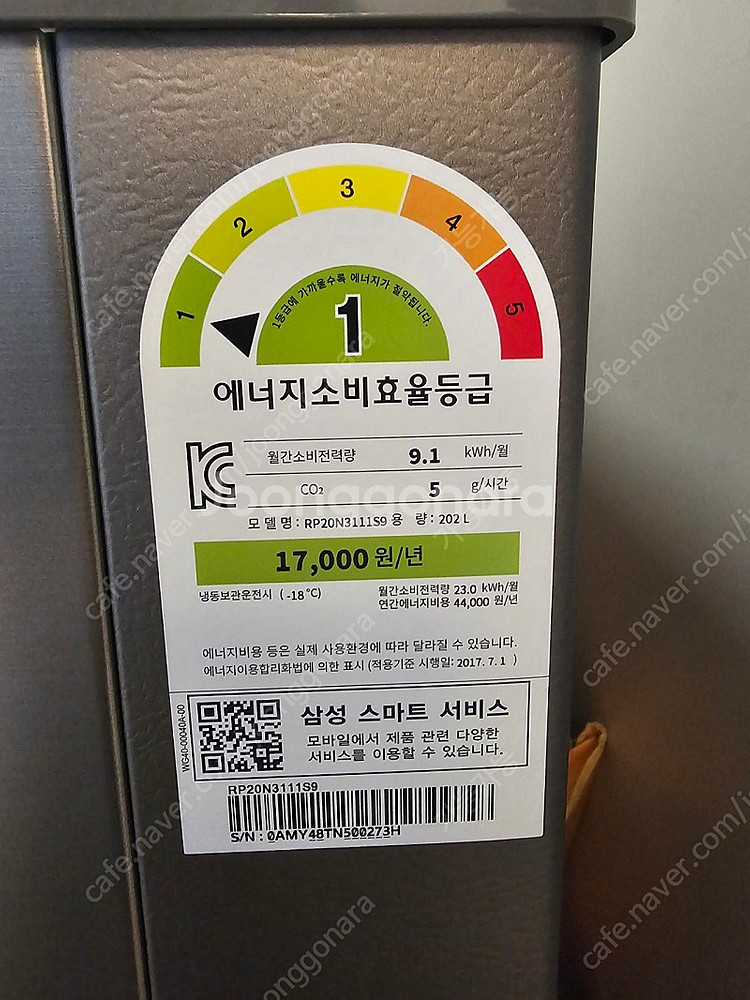 1
2
3
4
5
1등급에 가까울수록 에너지가 절약됩니다.
1
에너지소비효율등급
월간소비전력량 9.1 kWh/월
CO₂ 5 g/시간
모 델 명 : RP20N3111S9 용 량 : 202 L
17,000 원/년
냉동보관운전시 ( -18℃) 월간소비전력량 23.0 kWh/월
연간에너지비용 44,000 원/년
에너지비용 등은 실제 사용환경에 따라 달라질 수 있습니다.
에너지이용합리화법에 의한 표시 (적용기준 시행일: 2017. 7. 1 )
삼성 스마트 서비스
모바일에서 제품 관련 다양한
서비스를 이용할 수 있습니다.
RP20N3111S9
S/N : 0AMY48TN500273H
joonggonara
cafe.naver.com/j